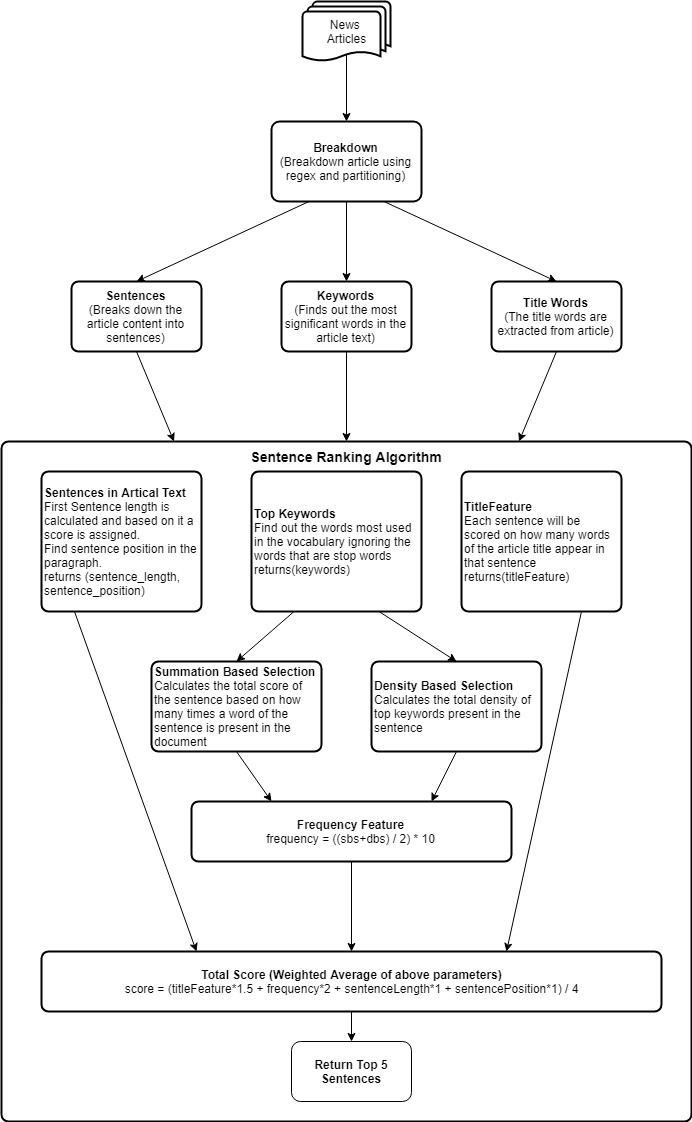 News
Articles
Breakdown
(Breakdown article using
regex and partitioning)
Sentences
(Breaks down the
article content into
sentences)
Keywords
(Finds out the most
significant words in the
article text)
Title Words
(The title words are
extracted from article)
Sentence Ranking Algorithm
Sentences in Artical Text
First Sentence length is
calculated and based on it a
score is assigned.
Find sentence position in the
paragraph.
returns (sentence_length,
sentence_position)
Top Keywords
Find out the words most used
in the vocabulary ignoring the
words that are stop words
returns(keywords)
TitleFeature
Each sentence will be
scored on how many words
of the article title appear in
that sentence
returns(titleFeature)
Summation Based Selection
Calculates the total score of
the sentence based on how
many times a word of the
sentence is present in the
document
Density Based Selection
Calculates the total density of
top keywords present in the
sentence
Frequency Feature
frequency = ((sbs+dbs) / 2) * 10
Total Score (Weighted Average of above parameters)
score = (titleFeature*1.5 + frequency*2 + sentenceLength*1 + sentencePosition*1) / 4
Return Top 5
Sentences